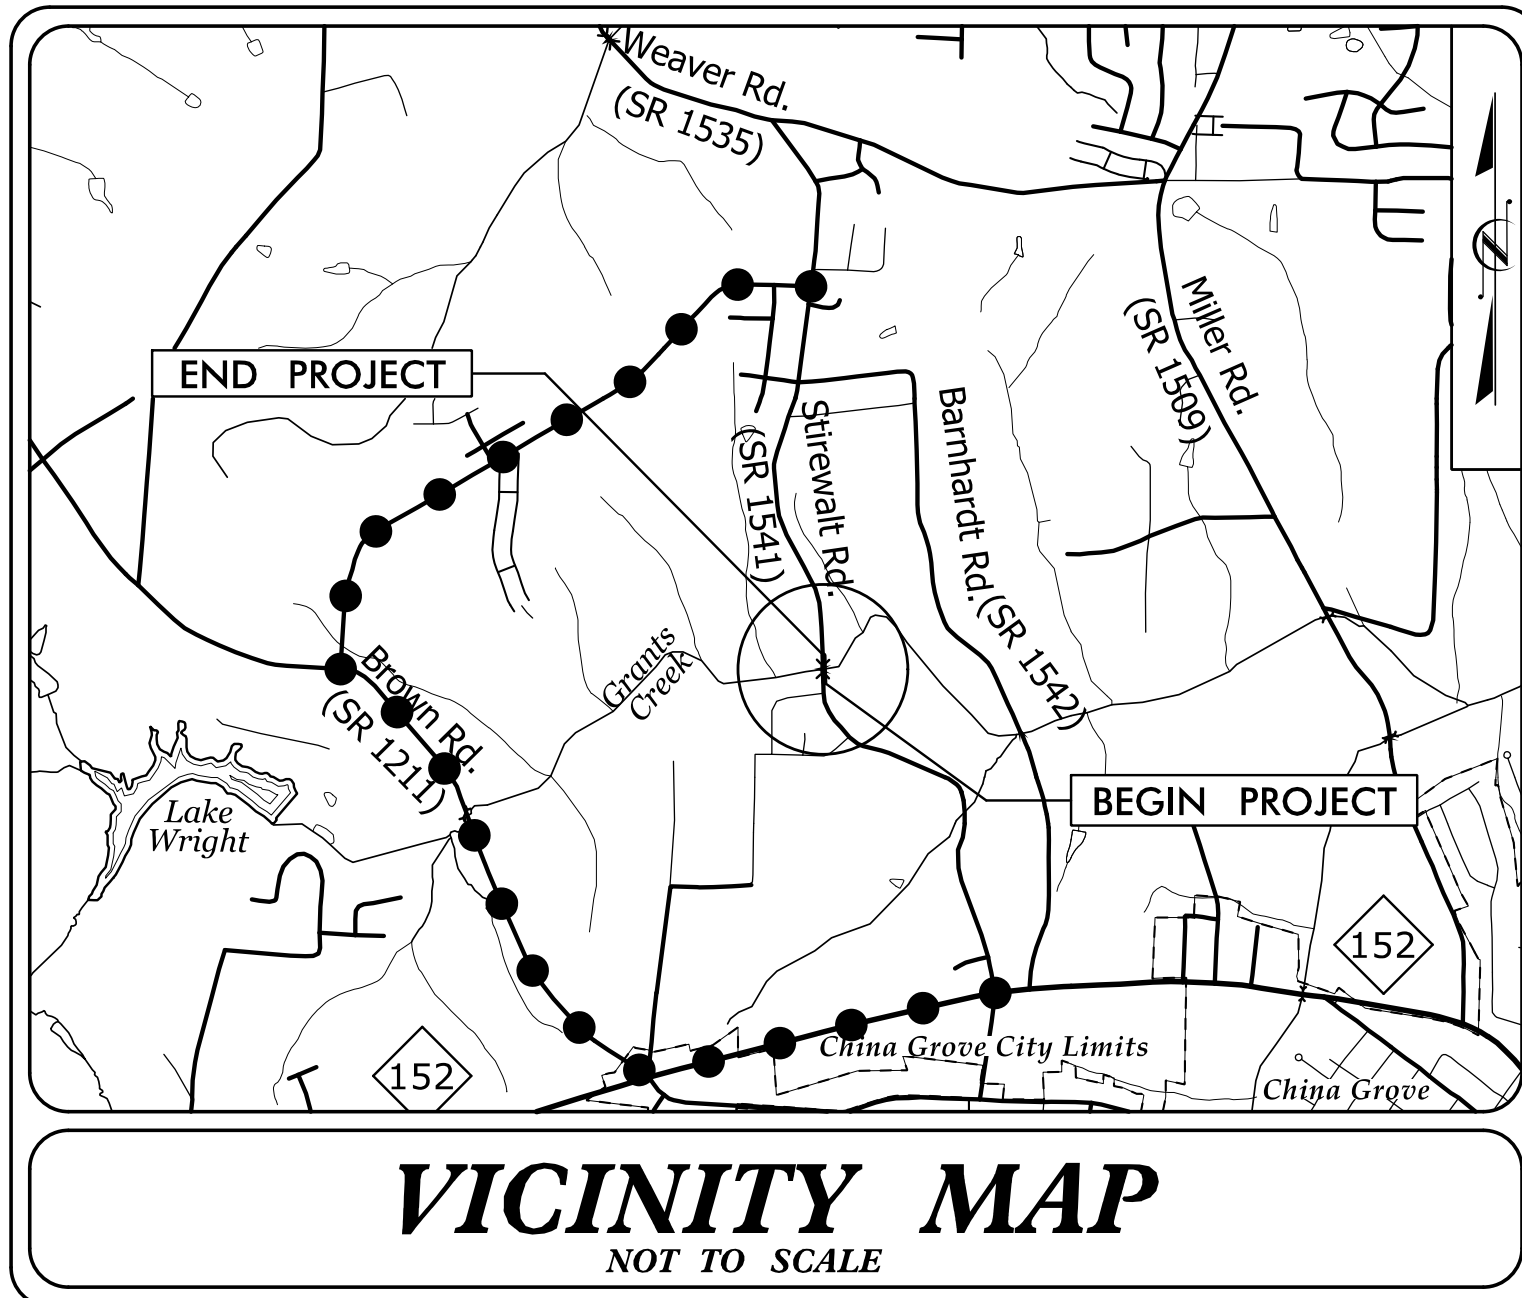 Weaver Rd.
(SR 1535)
Miller Rd.
(SR 1509)
END PROJECT
Stirewalt Rd.
(SR 1541)
Barnhardt Rd.
(SR 1542)
Grants
Creek
Brown Rd.
(SR 1211)
Lake
Wright
BEGIN PROJECT
152
152
China Grove City Limits
China Grove
VICINITY MAP
NOT TO SCALE